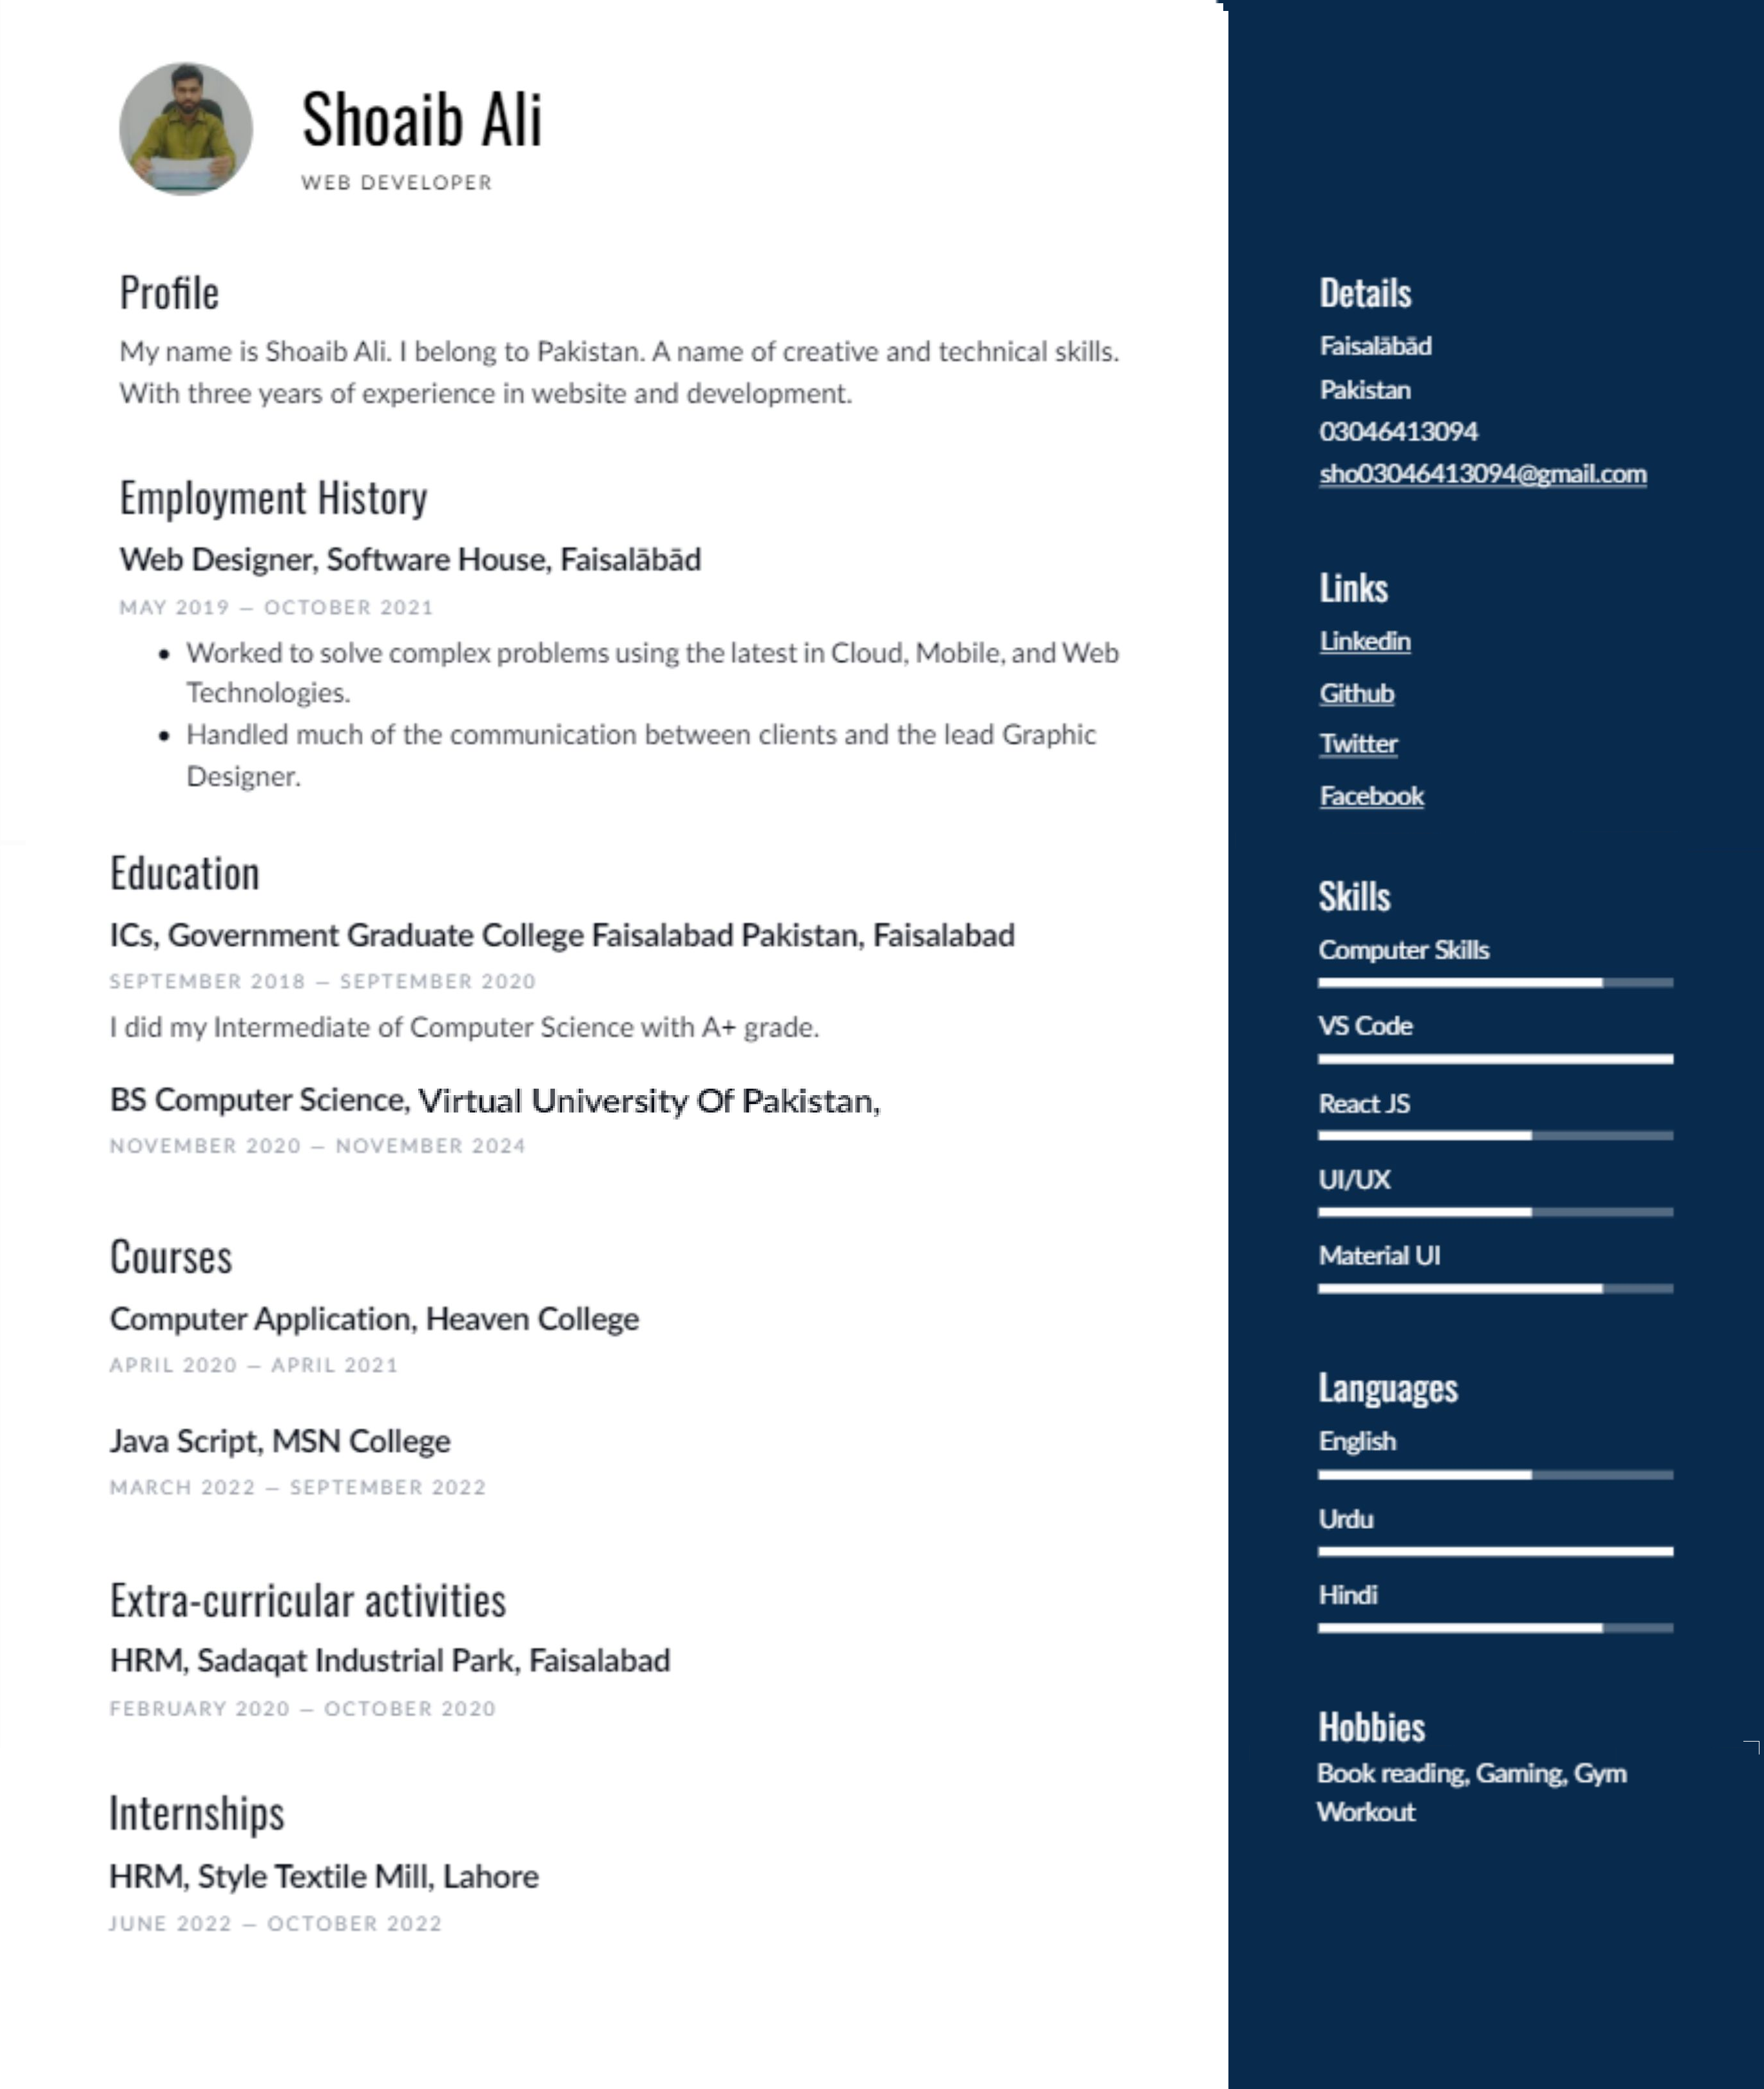 Shoaib Ali
WEB DEVELOPER
Profile
My name is Shoaib Ali. I belong to Pakistan. A name of creative and technical skills.
With three years of experience in website and development.
Employment History
Web Designer, Software House, Faisalābād
MAY 2019 — OCTOBER 2021
• Worked to solve complex problems using the latest in Cloud, Mobile, and Web
Technologies.
• Handled much of the communication between clients and the lead Graphic
Designer.
Education
ICs, Government Graduate College Faisalabad Pakistan, Faisalabad
SEPTEMBER 2018 — SEPTEMBER 2020
I did my Intermediate of Computer Science with A+ grade.
BS Computer Science, Virtual University Of Pakistan,
NOVEMBER 2020 — NOVEMBER 2024
Courses
Computer Application, Heaven College
APRIL 2020 — APRIL 2021
Java Script, MSN College
MARCH 2022 — SEPTEMBER 2022
Extra-curricular activities
HRM, Sadaqat Industrial Park, Faisalabad
FEBRUARY 2020 — OCTOBER 2020
Internships
HRM, Style Textile Mill, Lahore
JUNE 2022 — OCTOBER 2022
Details
Faisalābād
Pakistan
03046413094
sho03046413094@gmail.com
Links
Linkedin
Github
Twitter
Facebook
Skills
Computer Skills
VS Code
React JS
UI/UX
Material UI
Languages
English
Urdu
Hindi
Hobbies
Book reading, Gaming, Gym
Workout